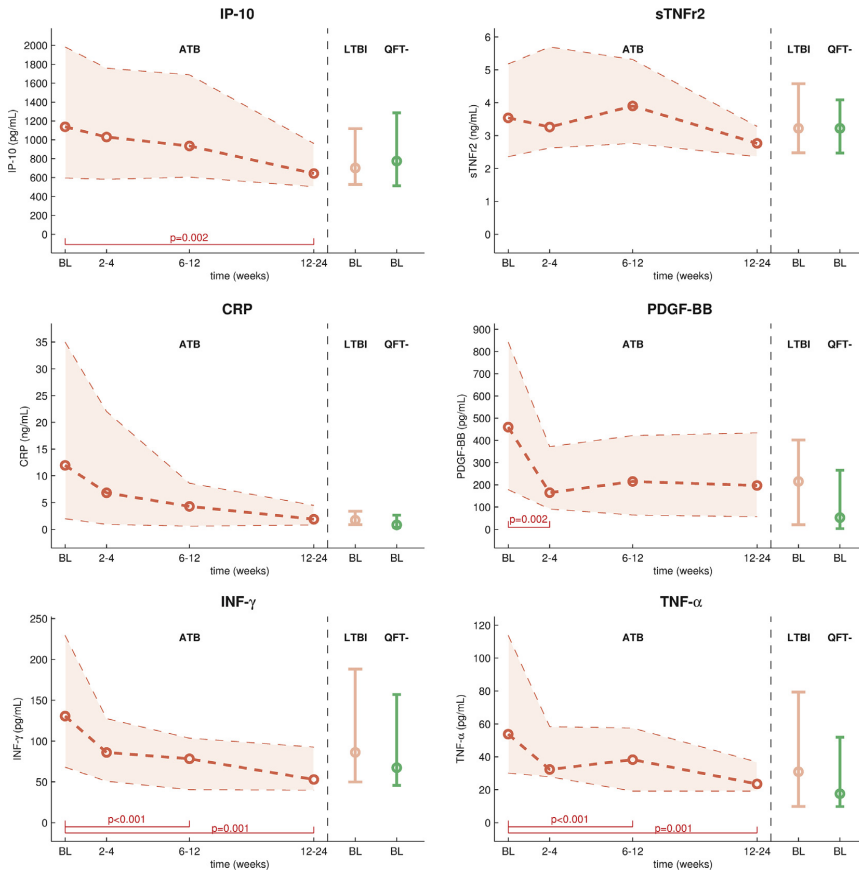 IP-10
ATB LTBI QFT-
2000
1800
1600
1400
1200
1000
800
600
400
200
0
IP-10 (pg/mL)
p=0.002
BL 2-4 6-12 12-24 BL BL
time (weeks)
sTNFr2
ATB LTBI QFT-
6
5
4
3
2
1
0
sTNFr2 (ng/mL)
BL 2-4 6-12 12-24 BL BL
time (weeks)
CRP
ATB LTBI QFT-
35
30
25
20
15
10
5
0
CRP (ng/mL)
BL 2-4 6-12 12-24 BL BL
time (weeks)
PDGF-BB
ATB LTBI QFT-
900
800
700
600
500
400
300
200
100
0
PDGF-BB (pg/mL)
p=0.002
BL 2-4 6-12 12-24 BL BL
time (weeks)
INF-γ
ATB LTBI QFT-
250
200
150
100
50
0
INF-γ (pg/mL)
p<0.001
p=0.001
BL 2-4 6-12 12-24 BL BL
time (weeks)
TNF-α
ATB LTBI QFT-
120
100
80
60
40
20
0
TNF-α (pg/mL)
p<0.001
p=0.001
BL 2-4 6-12 12-24 BL BL
time (weeks)